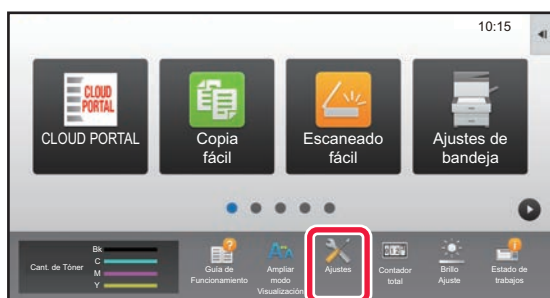 10:15
CLOUD
PORTAL
CLOUD PORTAL
Copia
fácil
Escaneado
fácil
Ajustes de
bandeja
Cant. de Tóner
Bk
C
M
Y
Guía de
Funcionamiento
Ampliar
modo
Visualización
Ajustes
Contador
total
Brillo
Ajuste
Estado de
trabajos